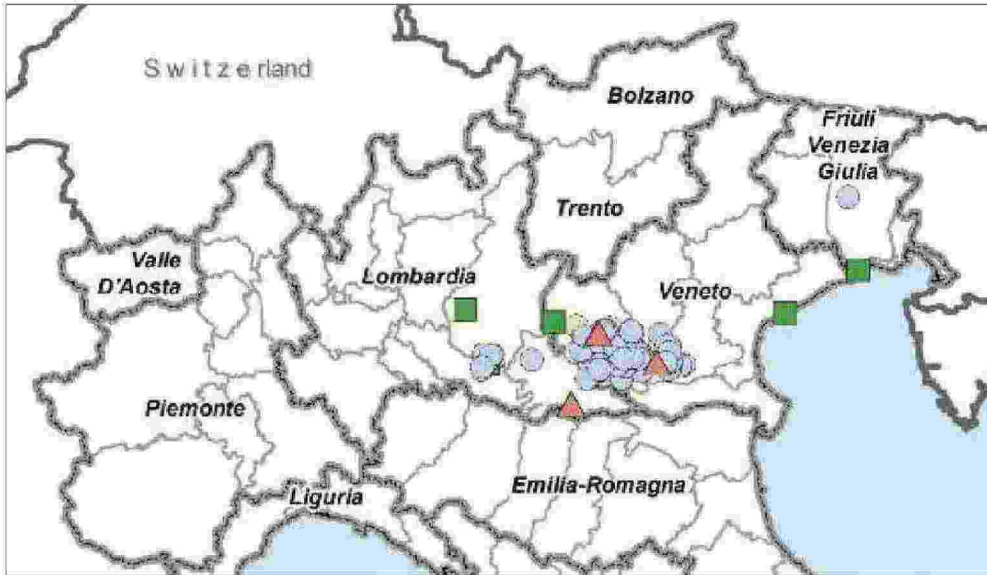 Switzerland
Bolzano
Friuli
Venezia
Giulia
Trento
Valle
D'Aosta
Lombardia
Veneto
Piemonte
Emilia-Romagna
Liguria